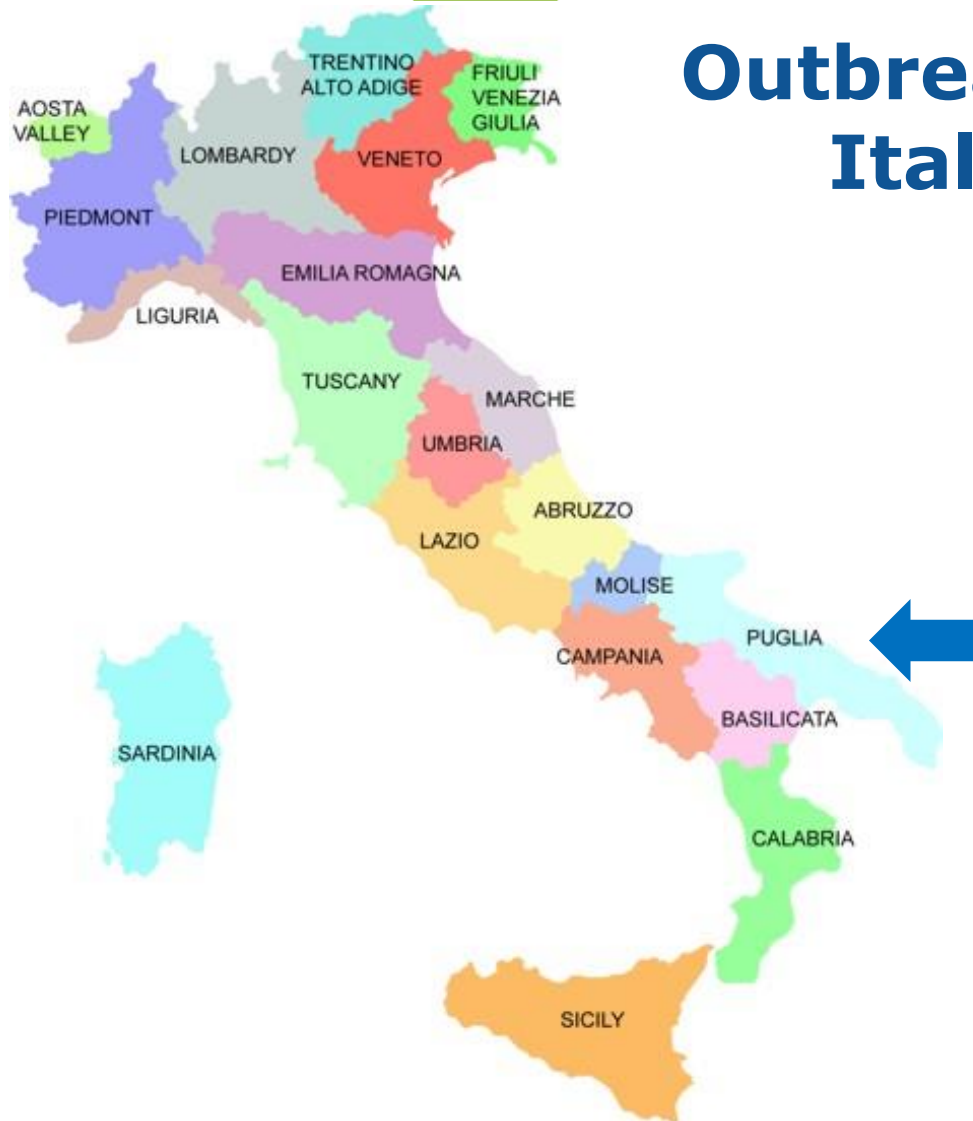 Outbrea
Ital
TRENTINO
ALTO ADIGE
FRIULI
VENEZIA
GIULIA
AOSTA
VALLEY
LOMBARDY
VENETO
PIEDMONT
EMILIA ROMAGNA
LIGURIA
TUSCANY
MARCHE
UMBRIA
ABRUZZO
LAZIO
MOLISE
PUGLIA
CAMPANIA
BASILICATA
SARDINIA
CALABRIA
SICILY